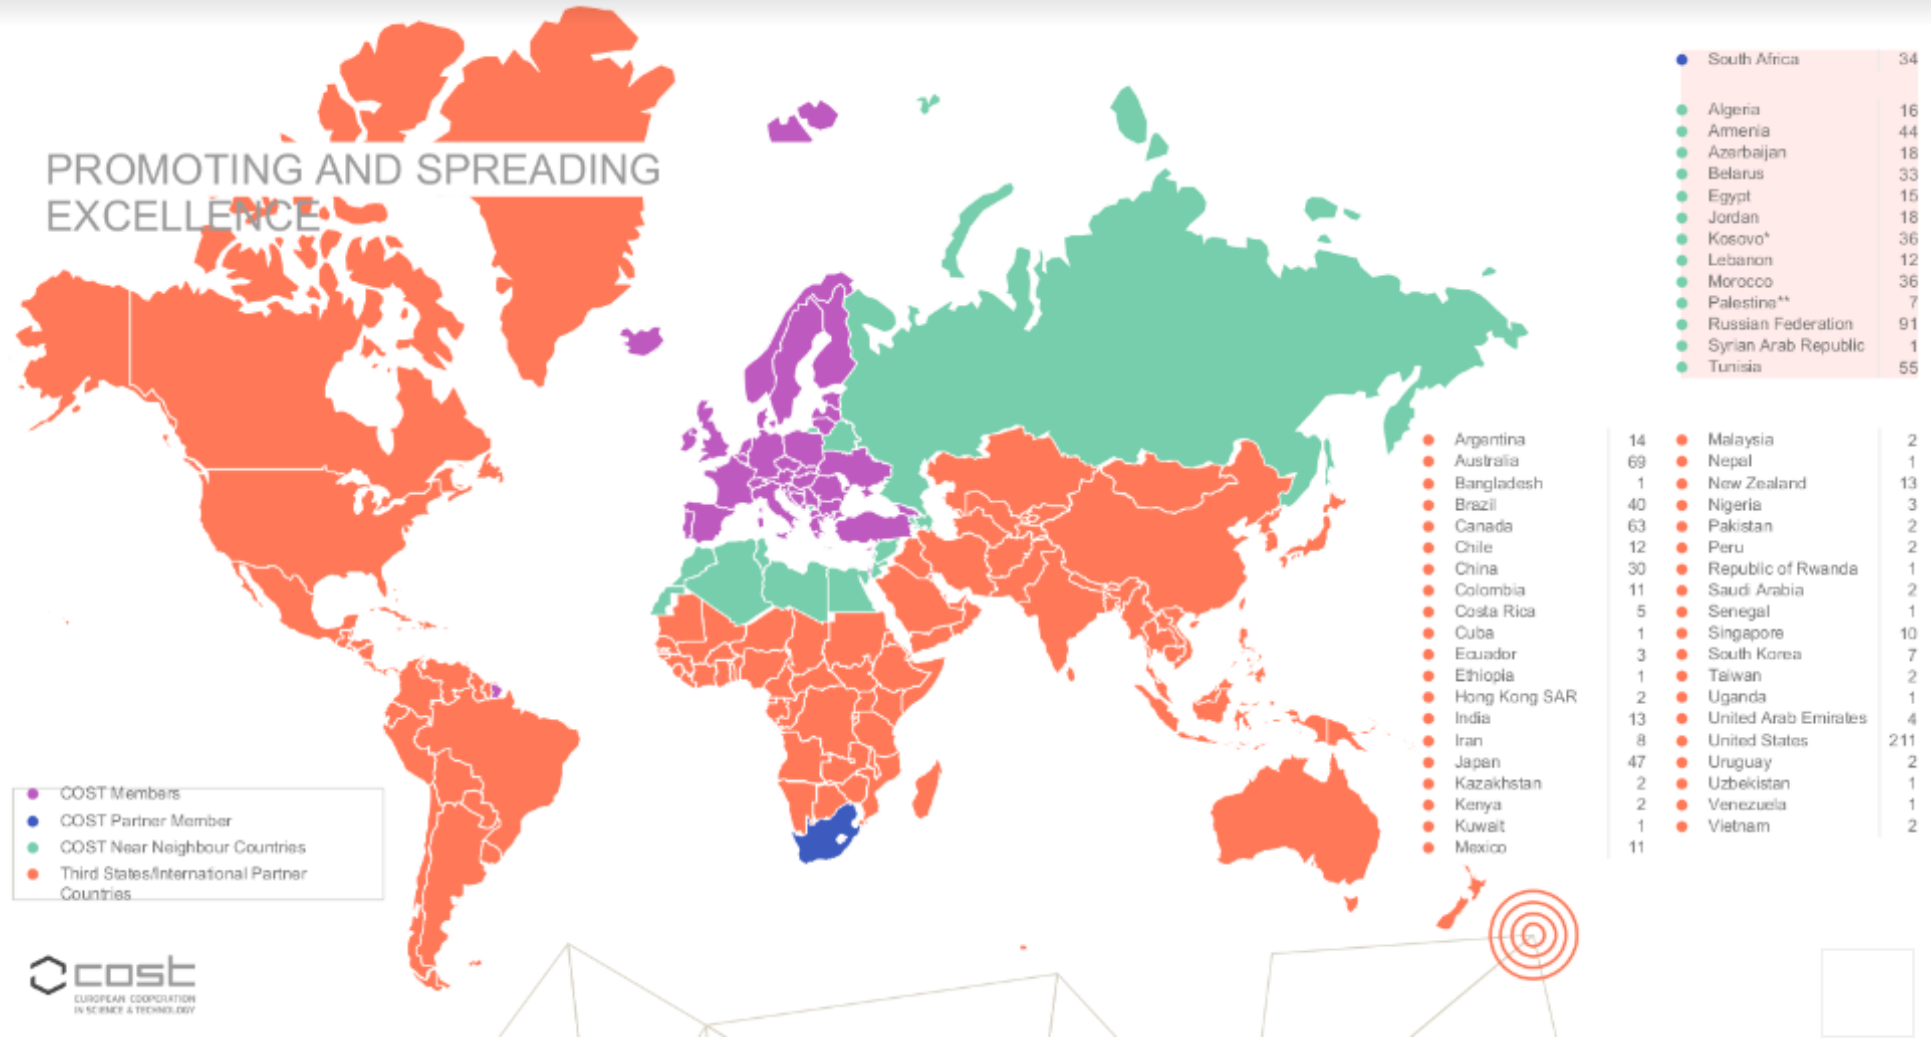 PROMOTING AND SPREADING
EXCELLENCE
South Africa 34
Algeria 16
Armenia 44
Azerbaijan 18
Belarus 33
Egypt 15
Jordan 18
Kosovo* 36
Lebanon 12
Morocco 36
Palestine** 7
Russian Federation 91
Syrian Arab Republic 1
Tunisia 55
Argentina 14
Australia 69
Bangladesh 1
Brazil 40
Canada 63
Chile 12
China 30
Colombia 11
Costa Rica 5
Cuba 1
Ecuador 3
Ethiopia 1
Hong Kong SAR 2
India 13
Iran 8
Japan 47
Kazakhstan 2
Kenya 2
Kuwait 1
Mexico 11
Malaysia 2
Nepal 1
New Zealand 13
Nigeria 3
Pakistan 2
Peru 2
Republic of Rwanda 1
Saudi Arabia 2
Senegal 1
Singapore 10
South Korea 7
Taiwan 2
Uganda 1
United Arab Emirates 4
United States 211
Uruguay 2
Uzbekistan 1
Venezuela 1
Vietnam 2
COST Members
COST Partner Member
COST Near Neighbour Countries
Third States/International Partner
Countries
cost
EUROPEAN COOPERATION
IN SCIENCE & TECHNOLOGY